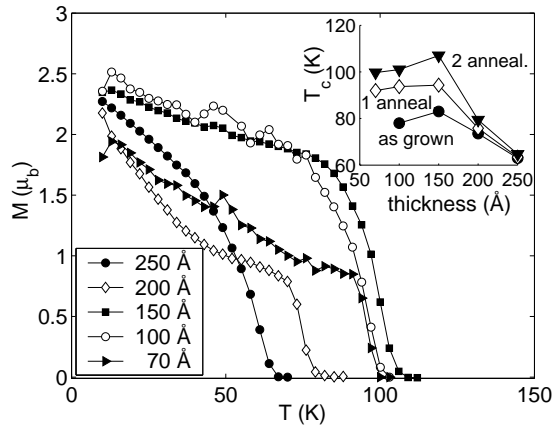 3
2.5
2
1.5
1
0.5
0
0
50
100
150
M (μb)
T (K)
250 Å
200 Å
150 Å
100 Å
70 Å
120
100
80
60
100
150
200
250
Tc (K)
thickness (Å)
2 anneal.
1 anneal
as grown